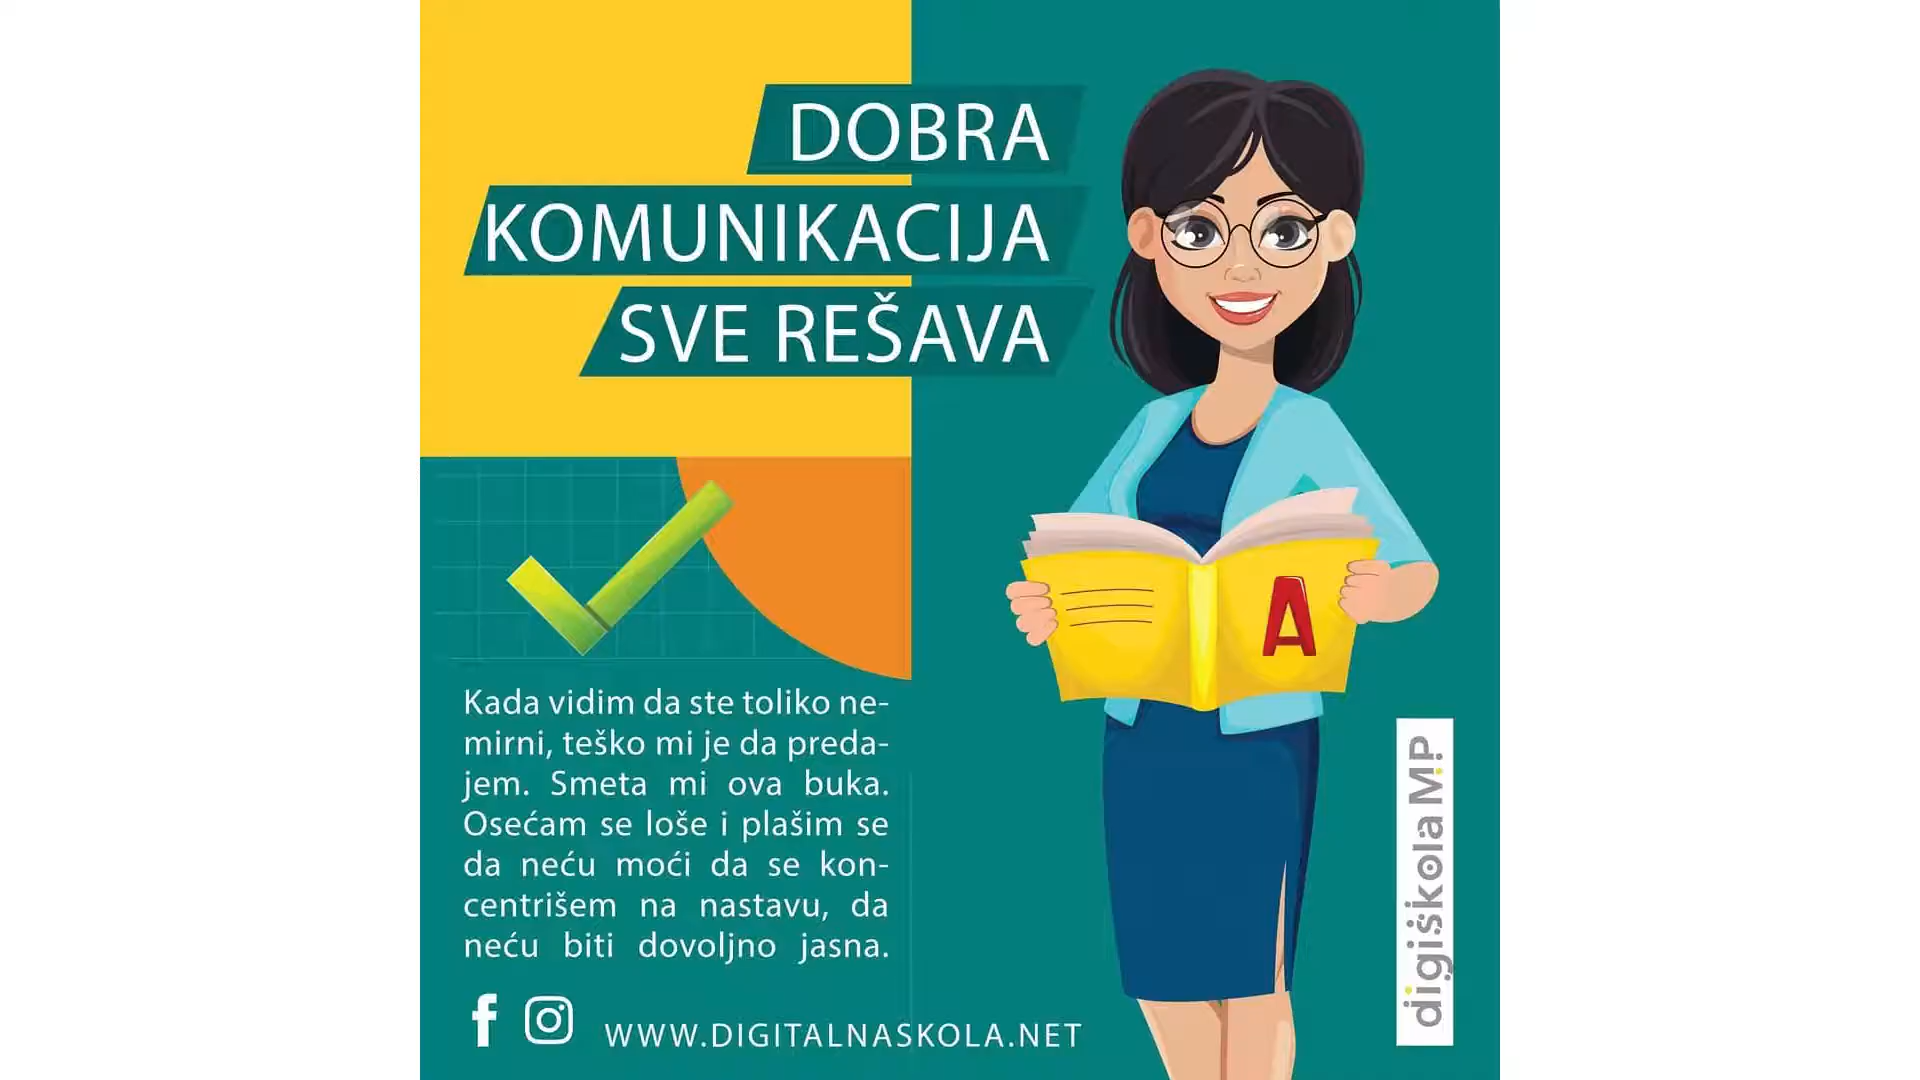 DOBRA
KOMUNIKACIJA
SVE REŠAVA
A
Kada vidim da ste toliko ne-
mirni, teško mi je da preda-
jem. Smeta mi ova buka.
Osećam se loše i plašim se
da neću moći da se kon-
centrišem na nastavu, da
neću biti dovoljno jasna.
WWW.DIGITALNASKOLA.NET
digiškola MP